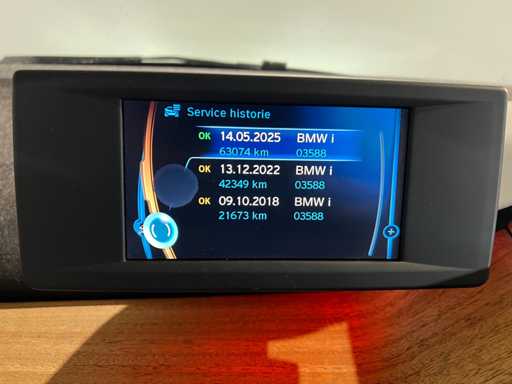 Service historie
OK 14.05.2025 BMW i
63074 km 03588
OK 13.12.2022 BMW i
42349 km 03588
OK 09.10.2018 BMW i
21673 km 03588